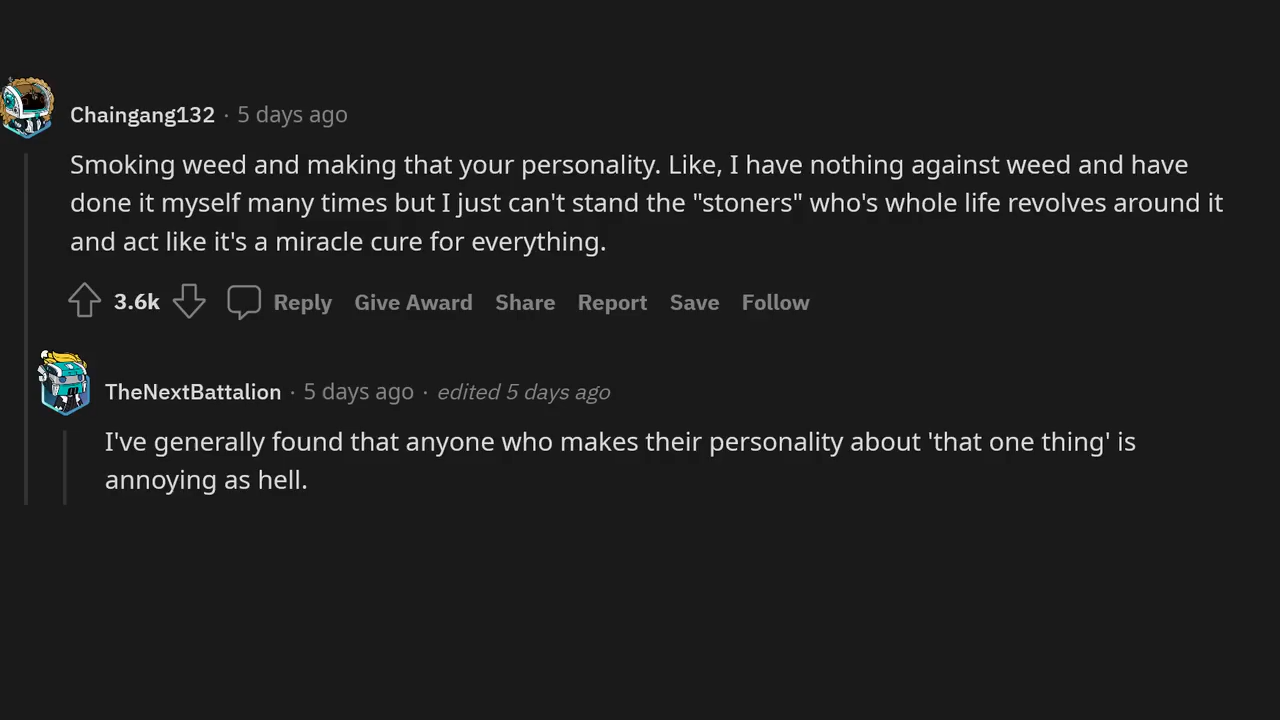 Chaingang132 · 5 days ago
Smoking weed and making that your personality. Like, I have nothing against weed and have
done it myself many times but I just can't stand the "stoners" who's whole life revolves around it
and act like it's a miracle cure for everything.
3.6k Reply Give Award Share Report Save Follow
TheNextBattalion · 5 days ago · edited 5 days ago
I've generally found that anyone who makes their personality about 'that one thing' is
annoying as hell.